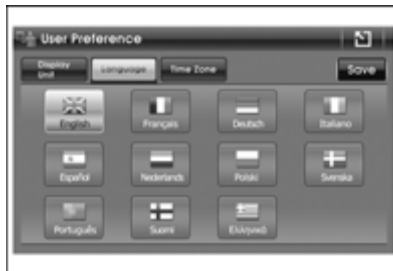 User Preference
Display
Unit
Language
Time Zone
Save
English
Français
Deutsch
Italiano
Español
Nederlands
Polski
Svenska
Português
Suomi
Ελληνικά